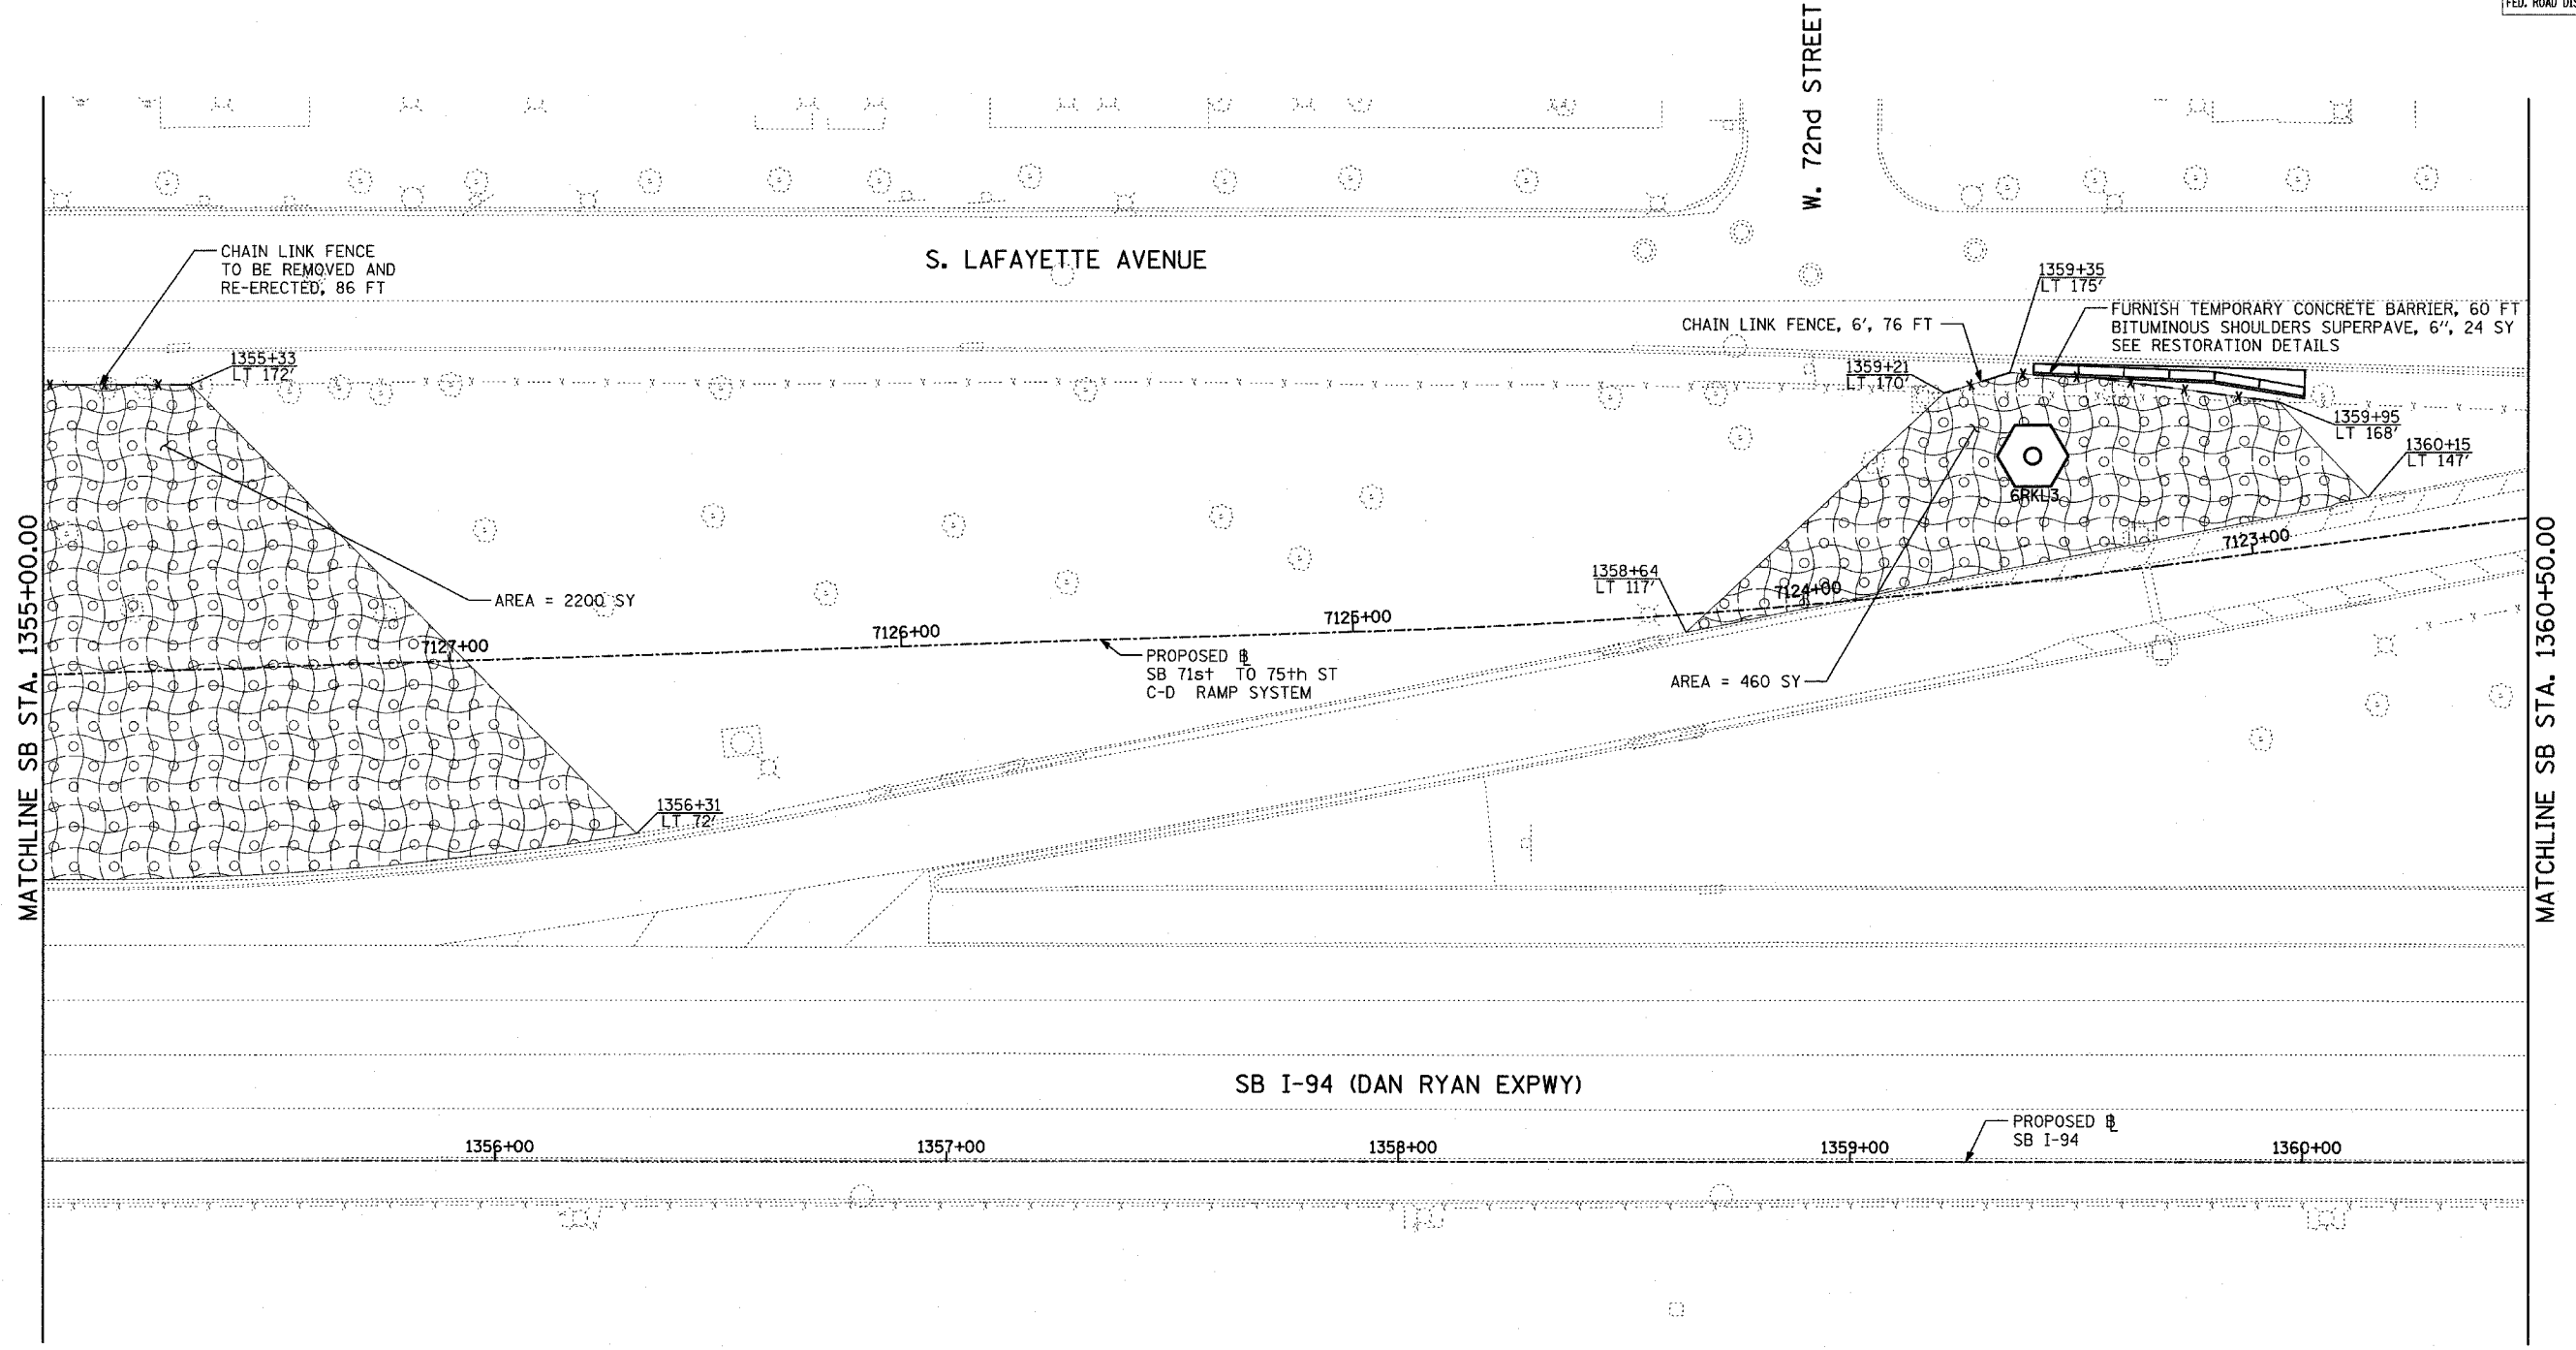 FED. ROAD DIS
W. 72nd STREET
CHAIN LINK FENCE
TO BE REMOVED AND
RE-ERECTED, 86 FT
S. LAFAYETTE AVENUE
1359+35
LT 175'
FURNISH TEMPORARY CONCRETE BARRIER, 60 FT
BITUMINOUS SHOULDERS SUPERPAVE, 6", 24 SY
SEE RESTORATION DETAILS
CHAIN LINK FENCE, 6', 76 FT
1355+33
LT 172'
1359+21
LT 170'
1359+95
LT 168'
1360+15
LT 147'
6RKL3
MATCHLINE SB STA. 1355+00.00
MATCHLINE SB STA. 1360+50.00
7123+00
1358+64
LT 117'
7124+00
AREA = 2200 SY
7125+00
7126+00
7127+00
PROPOSED B
SB 71st TO 75th ST
C-D RAMP SYSTEM
AREA = 460 SY
1356+31
LT 72'
SB I-94 (DAN RYAN EXPWY)
PROPOSED B
SB I-94
1356+00
1357+00
1358+00
1359+00
1360+00